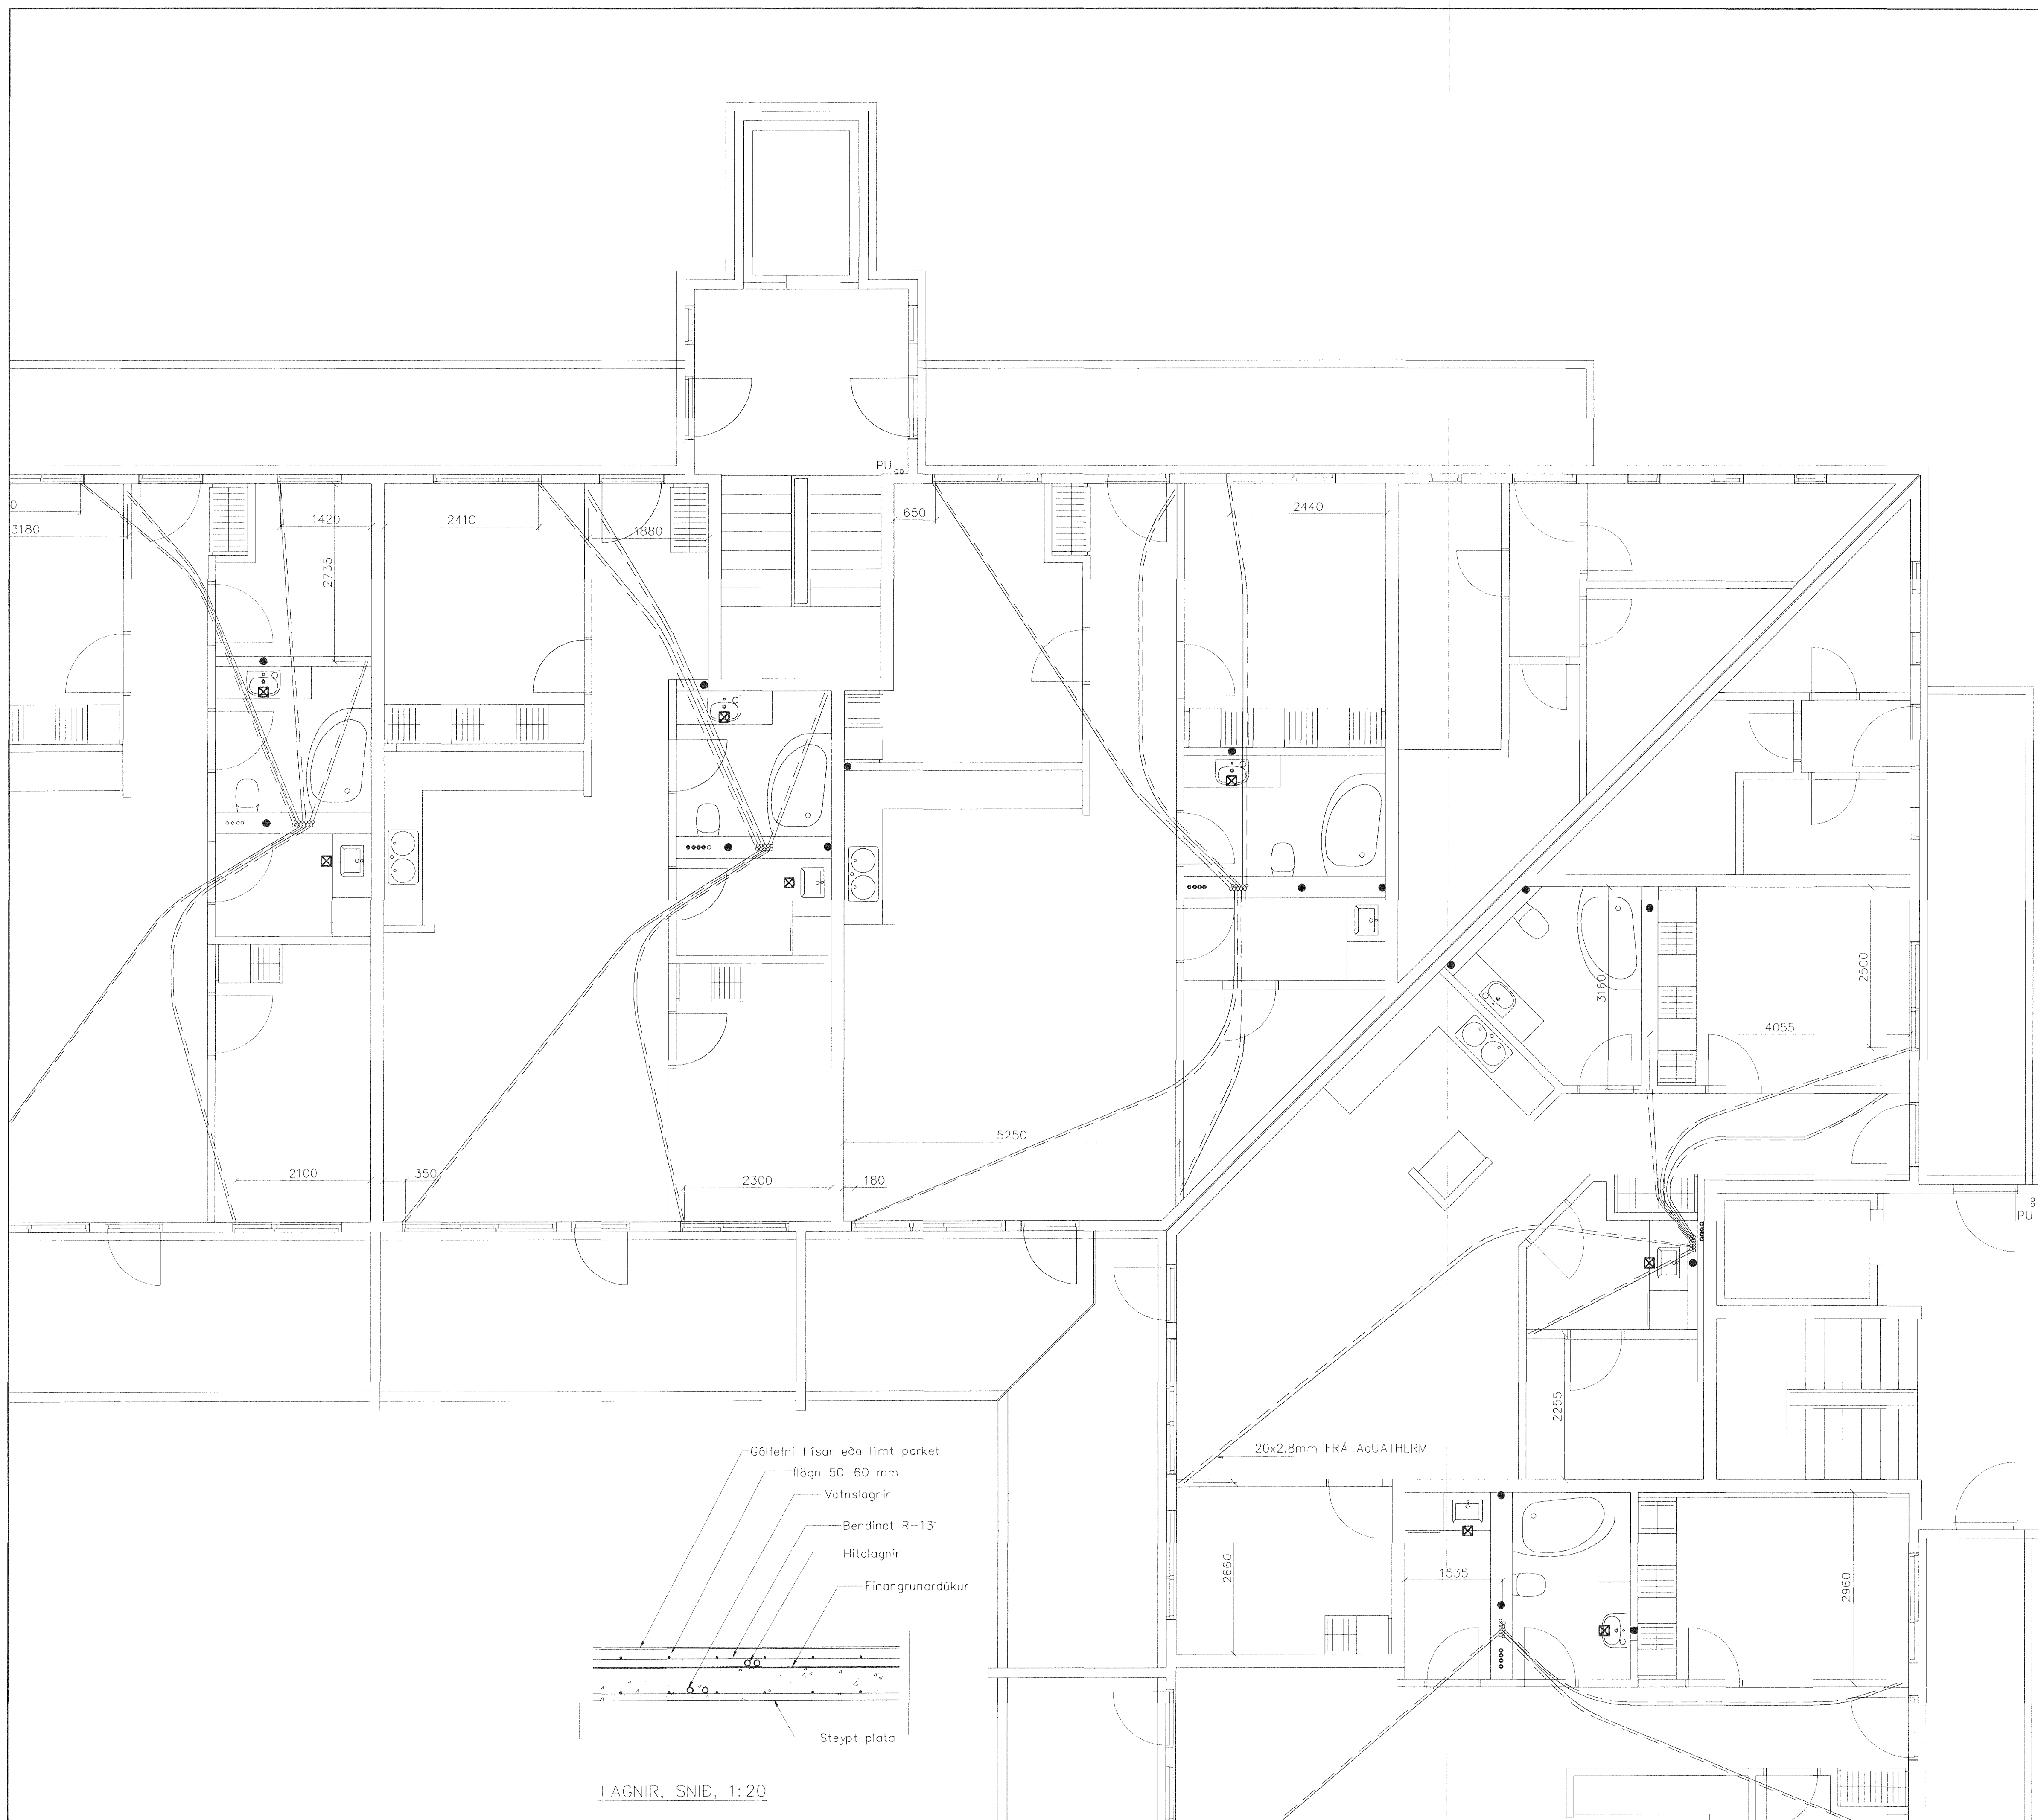 PU
0
3180
1420
2735
2410
1880
650
2440
2500
3160
4055
5250
2100
350
2300
180
PU
2255
20x2.8mm FRÁ AqUATHERM
2660
1535
2960
Gólfefni flísar eða límt parket
Ílögn 50-60 mm
Vatnslagnir
Bendinet R-131
Hitalagnir
Einangrunardúkur
Steypt plata
LAGNIR, SNIÐ, 1:20